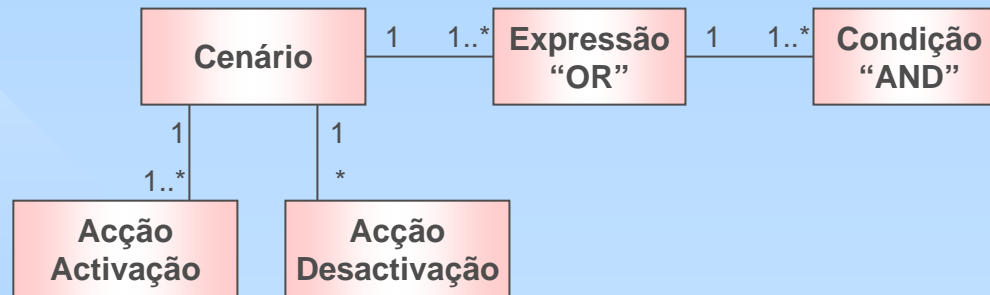 Cenário
1 1..*
Expressão
“OR”
1 1..*
Condição
“AND”
1 1
1..* *
Acção
Activação
Acção
Desactivação